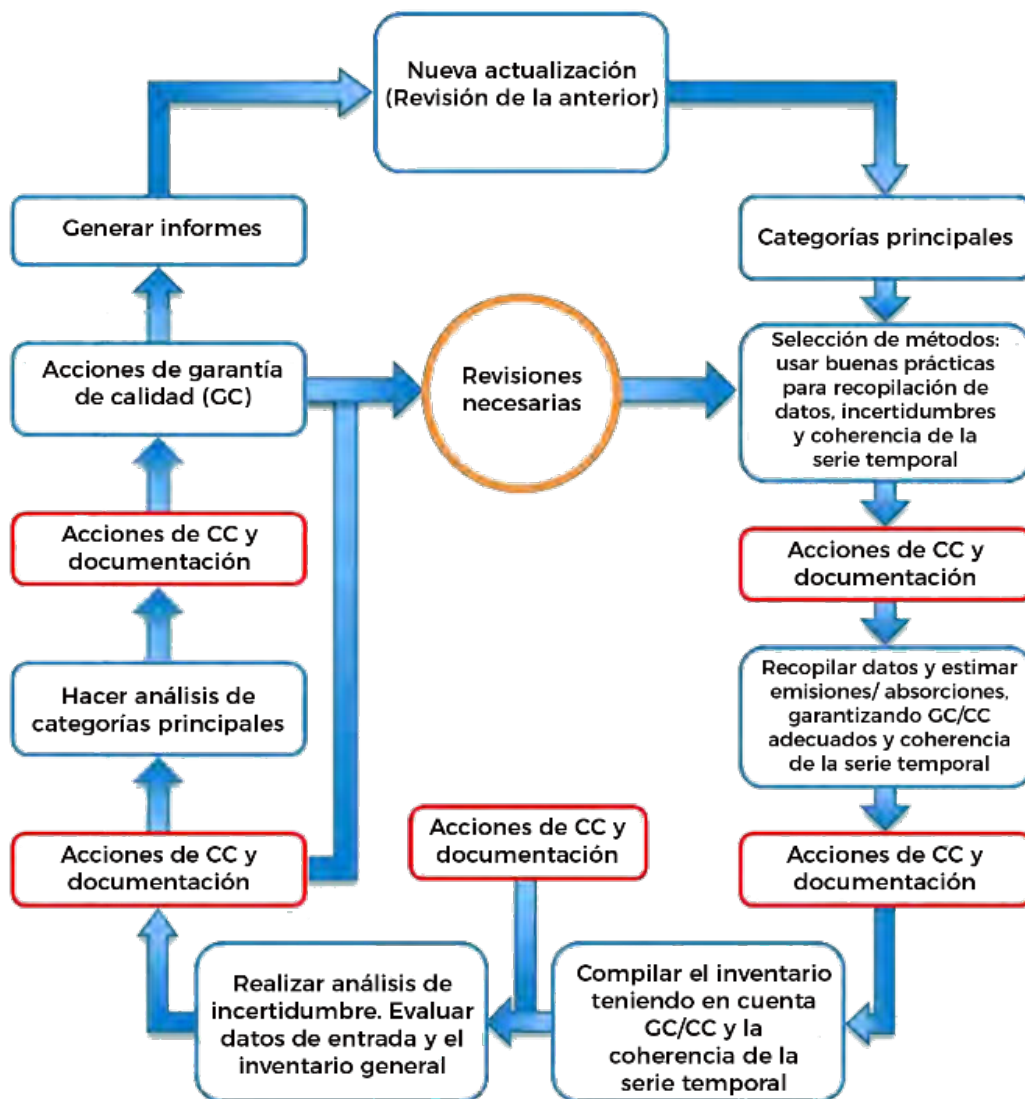 Nueva actualización
(Revisión de la anterior)
Generar informes
Categorías principales
Acciones de garantía
de calidad (GC)
Revisiones
necesarias
Selección de métodos:
usar buenas prácticas
para recopilación de
datos, incertidumbres
y coherencia de la
serie temporal
Acciones de CC y
documentación
Acciones de CC y
documentación
Hacer análisis de
categorías principales
Recopilar datos y estimar
emisiones/ absorciones,
garantizando GC/CC
adecuados y coherencia
de la serie temporal
Acciones de CC y
documentación
Acciones de CC y
documentación
Acciones de CC y
documentación
Realizar análisis de
incertidumbre. Evaluar
datos de entrada y el
inventario general
Compilar el inventario
teniendo en cuenta
GC/CC y la
coherencia de la
serie temporal